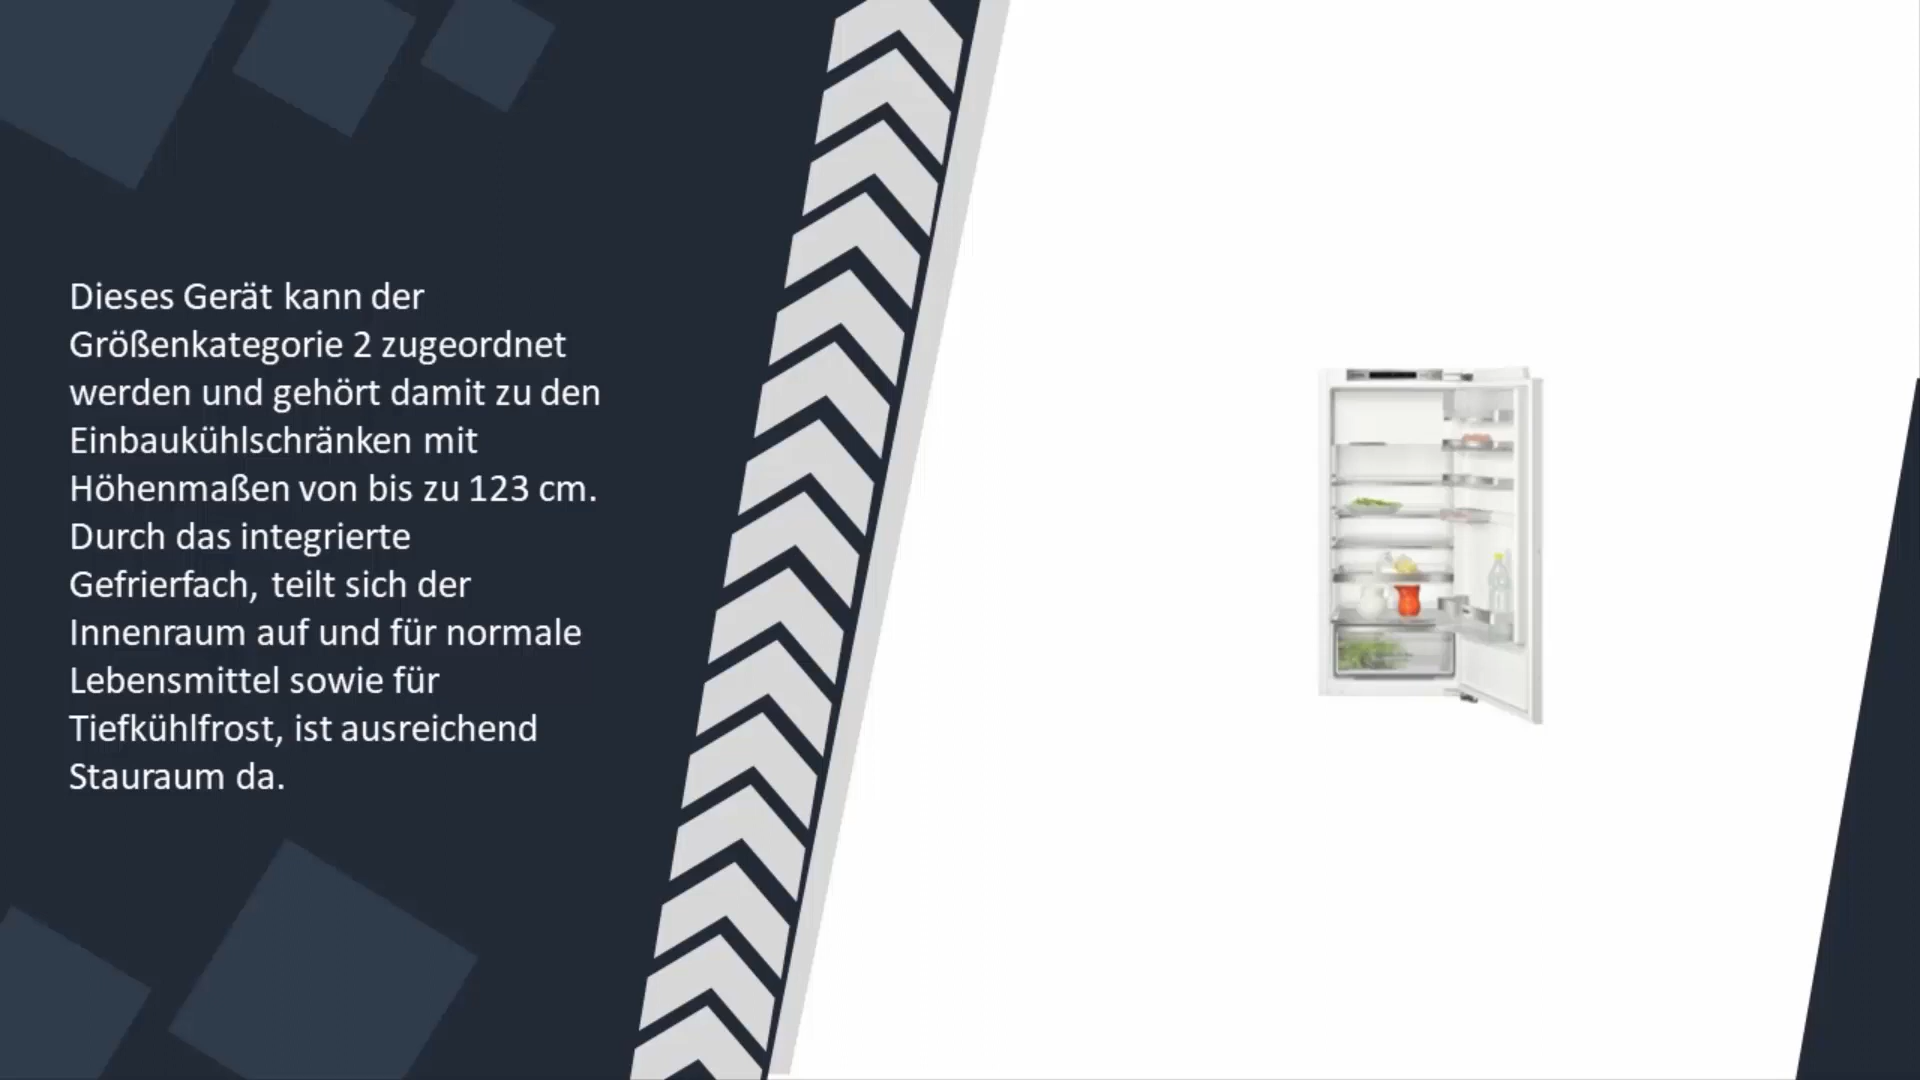 Dieses Gerät kann der
Größenkategorie 2 zugeordnet
werden und gehört damit zu den
Einbaukühlschränken mit
Höhenmaßen von bis zu 123 cm.
Durch das integrierte
Gefrierfach, teilt sich der
Innenraum auf und für normale
Lebensmittel sowie für
Tiefkühlfrost, ist ausreichend
Stauraum da.